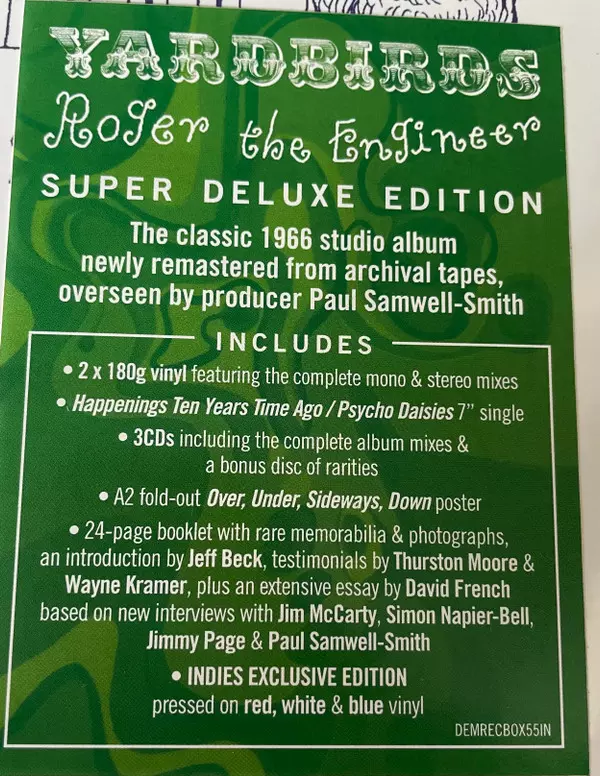 YARDBIRDS
Roger the Engineer
SUPER DELUXE EDITION
The classic 1966 studio album
newly remastered from archival tapes,
overseen by producer Paul Samwell-Smith
INCLUDES
• 2 x 180g vinyl featuring the complete mono & stereo mixes
• Happenings Ten Years Time Ago / Psycho Daisies 7” single
• 3CDs including the complete album mixes &
a bonus disc of rarities
• A2 fold-out Over, Under, Sideways, Down poster
• 24-page booklet with rare memorabilia & photographs,
an introduction by Jeff Beck, testimonials by Thurston Moore &
Wayne Kramer, plus an extensive essay by David French
based on new interviews with Jim McCarty, Simon Napier-Bell,
Jimmy Page & Paul Samwell-Smith
• INDIES EXCLUSIVE EDITION
pressed on red, white & blue vinyl
DEMRECBOX55IN